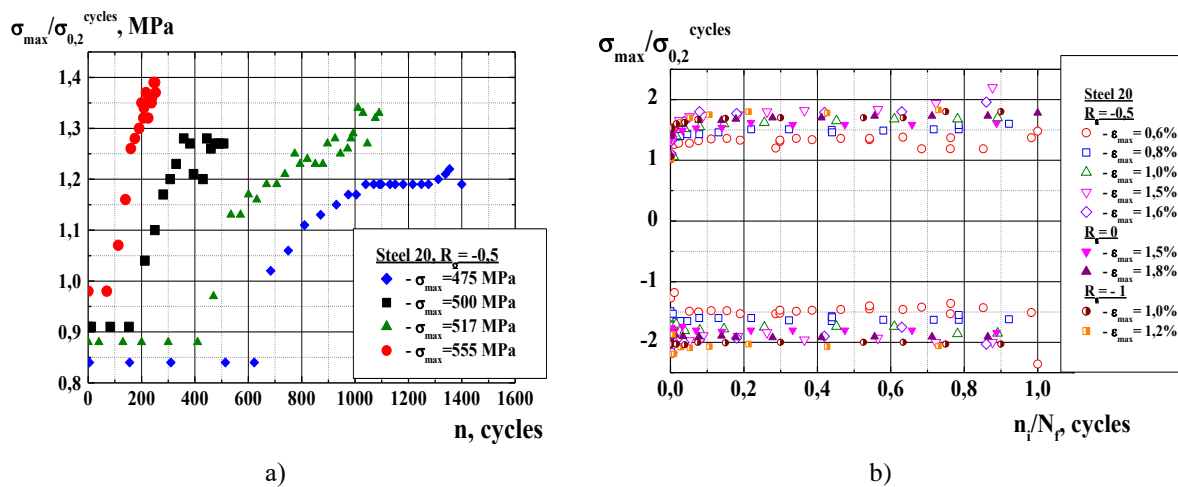 σmax/σ0,2 cycles, MPa
1,4
1,3
1,2
1,1
1,0
0,9
0,8
0 200 400 600 800 1000 1200 1400 1600
n, cycles
Steel 20, Rσ= -0,5
- σmax=475 MPa
- σmax=500 MPa
- σmax=517 MPa
- σmax=555 MPa
a)
σmax/σ0,2 cycles
2
1
0
-1
-2
0,0 0,2 0,4 0,6 0,8 1,0
ni/Nf, cycles
Steel 20
Rε= -0,5
- εmax= 0,6%
- εmax= 0,8%
- εmax= 1,0%
- εmax= 1,5%
- εmax= 1,6%
Rε= 0
- εmax= 1,5%
- εmax= 1,8%
Rε= - 1
- εmax= 1,0%
- εmax= 1,2%
b)